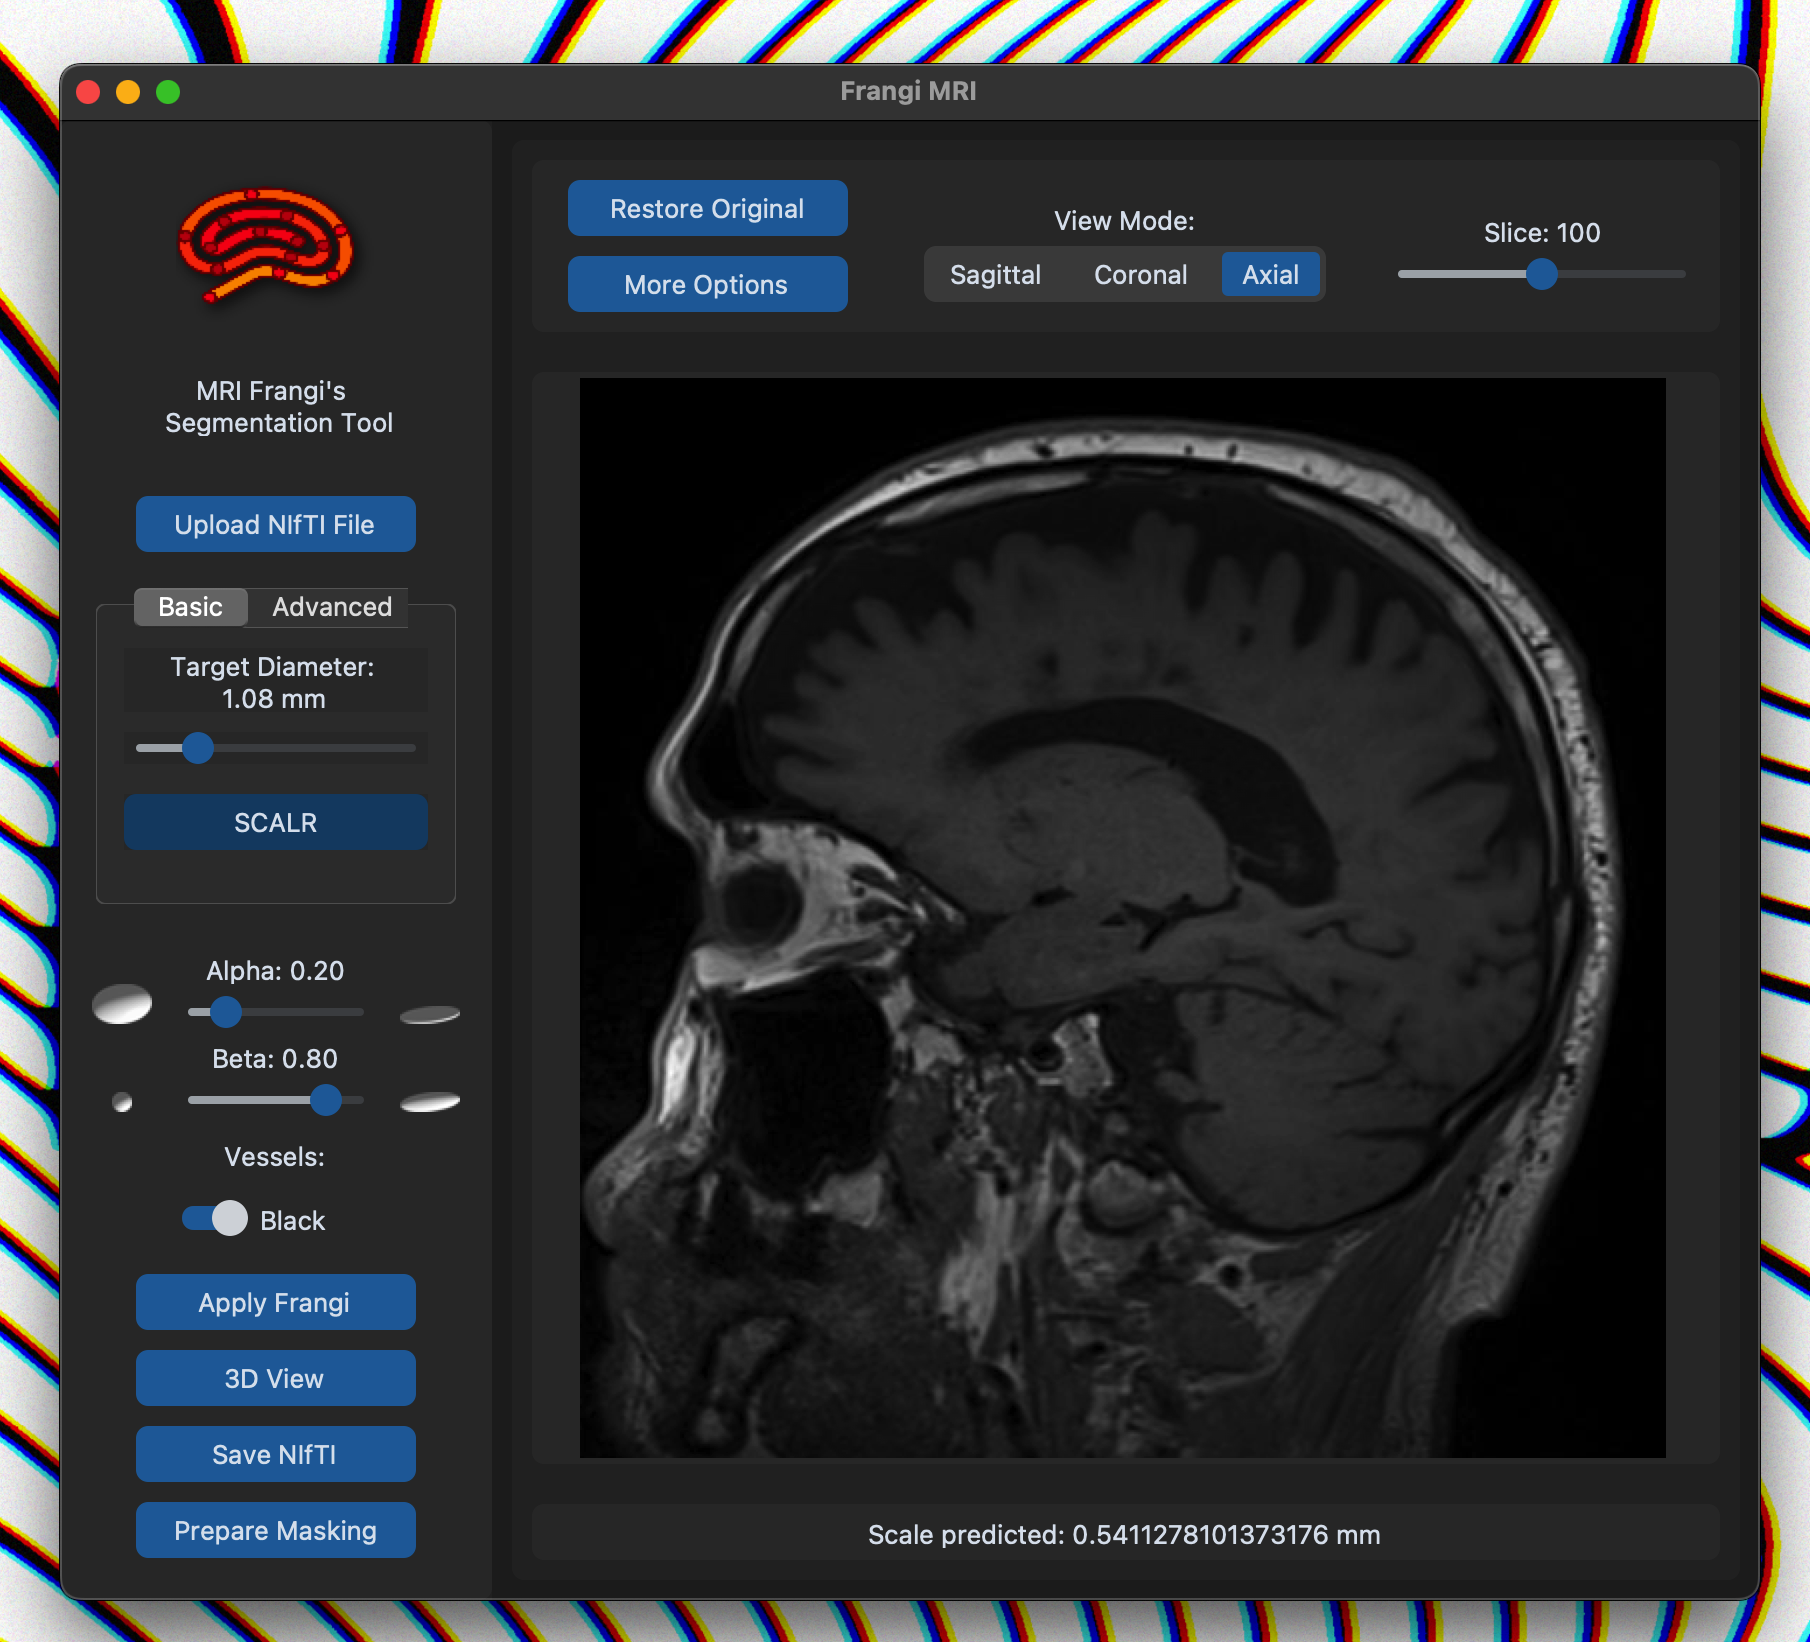 Frangi MRI
MRI Frangi's
Segmentation Tool
Upload NIfTI File
Basic
Advanced
Target Diameter:
1.08 mm
SCALR
Alpha: 0.20
Beta: 0.80
Vessels:
Black
Apply Frangi
3D View
Save NIfTI
Prepare Masking
Restore Original
More Options
View Mode:
Sagittal
Coronal
Axial
Slice: 100
Scale predicted: 0.5411278101373176 mm